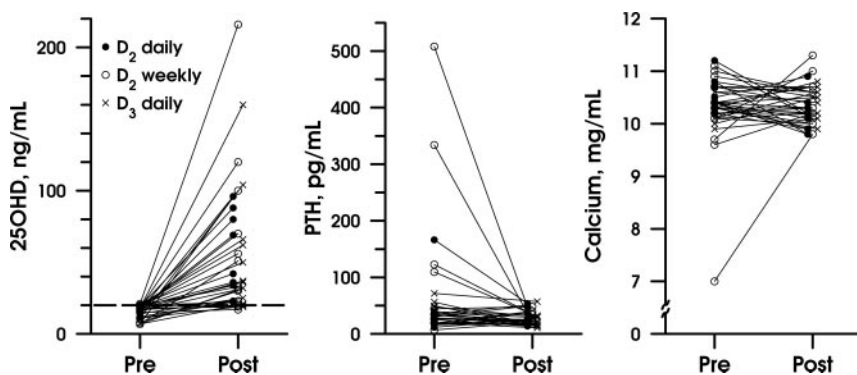 25OHD, ng/mL
200
100
0
D₂ daily
D₂ weekly
D₃ daily
Pre
Post
PTH, pg/mL
500
400
300
200
100
50
0
Pre
Post
Calcium, mg/mL
12
11
10
9
8
7
0
Pre
Post